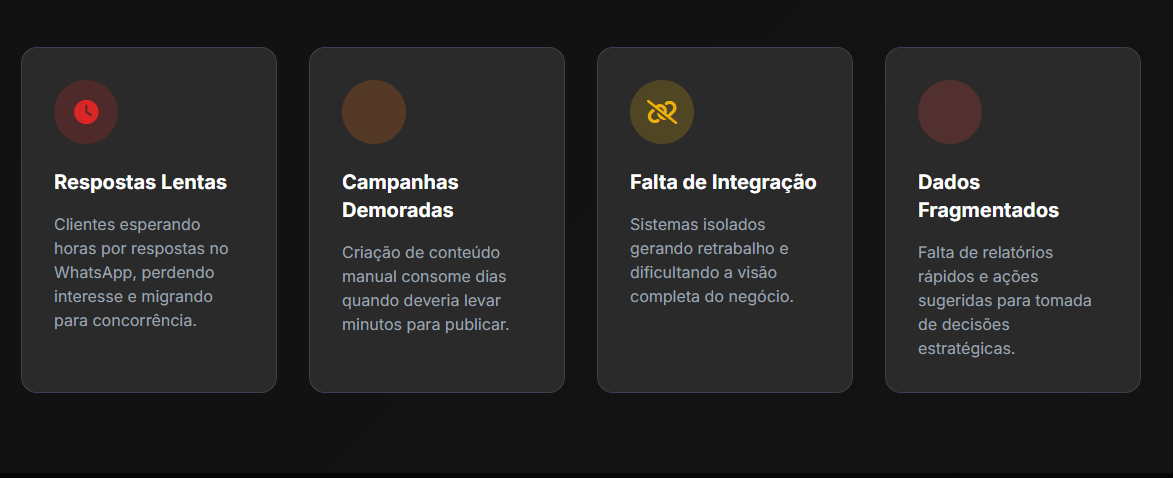 Respostas Lentas
Clientes esperando
horas por respostas no
WhatsApp, perdendo
interesse e migrando
para concorrência.
Campanhas
Demoradas
Criação de conteúdo
manual consome dias
quando deveria levar
minutos para publicar.
Falta de Integração
Sistemas isolados
gerando retrabalho e
dificultando a visão
completa do negócio.
Dados
Fragmentados
Falta de relatórios
rápidos e ações
sugeridas para tomada
de decisões
estratégicas.